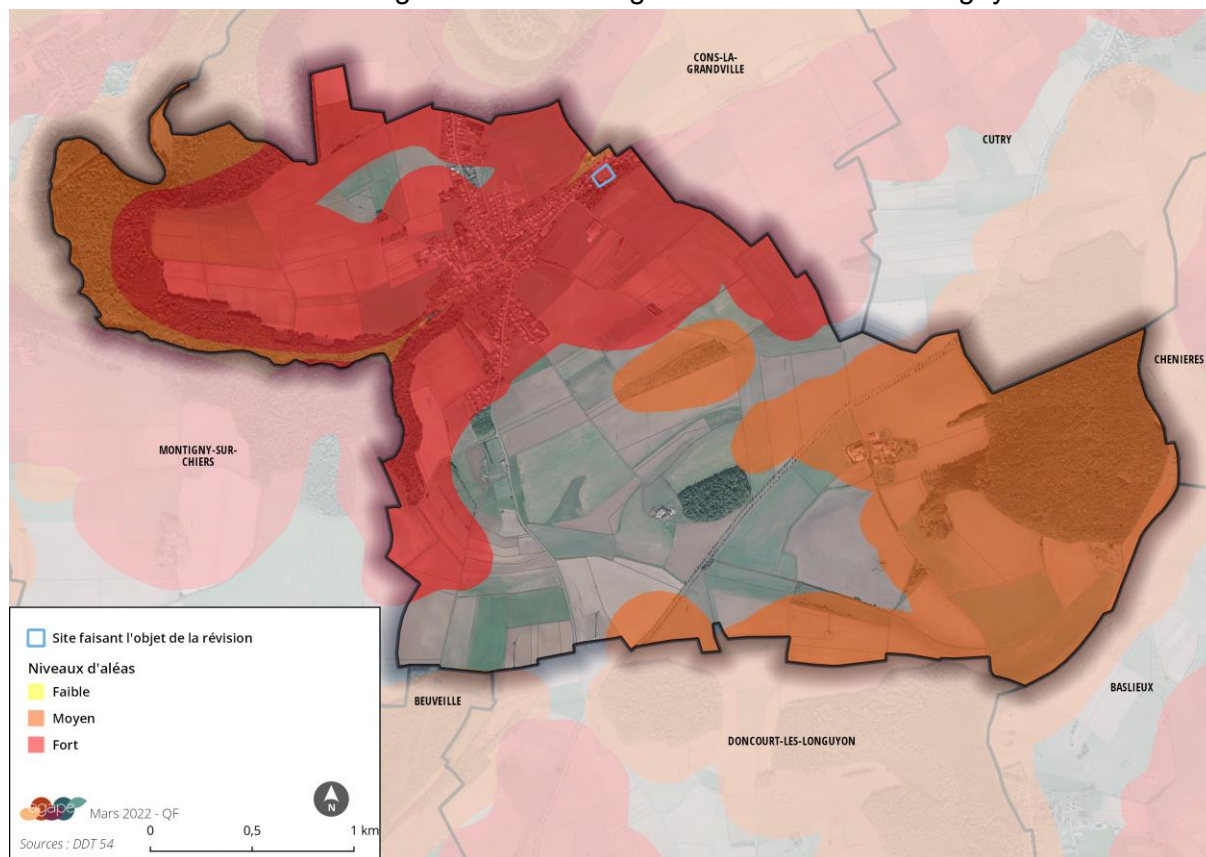 CONS-LA-
GRANDVILLE
CUTRY
CHENIERES
MONTIGNY-SUR-
CHIERS
BASLIEUX
BEUVEILLE
DONCOURT-LES-LONGUYON
Site faisant l'objet de la révision
Niveaux d'aléas
Faible
Moyen
Fort
agape
Mars 2022 - QF
N
Sources : DDT 54
0 0,5 1 km